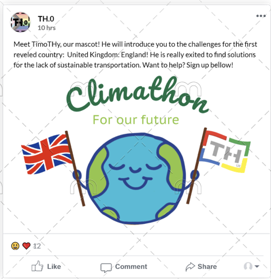 TH.0
10 hrs
Meet TimoTHy, our mascot! He will introduce you to the challenges for the first
reveled country: United Kingdom: England! He is really exited to find solutions
for the lack of sustainable transportation. Want to help? Sign up bellow!
Climathon
For our future
TH
12
Like
Comment
Share